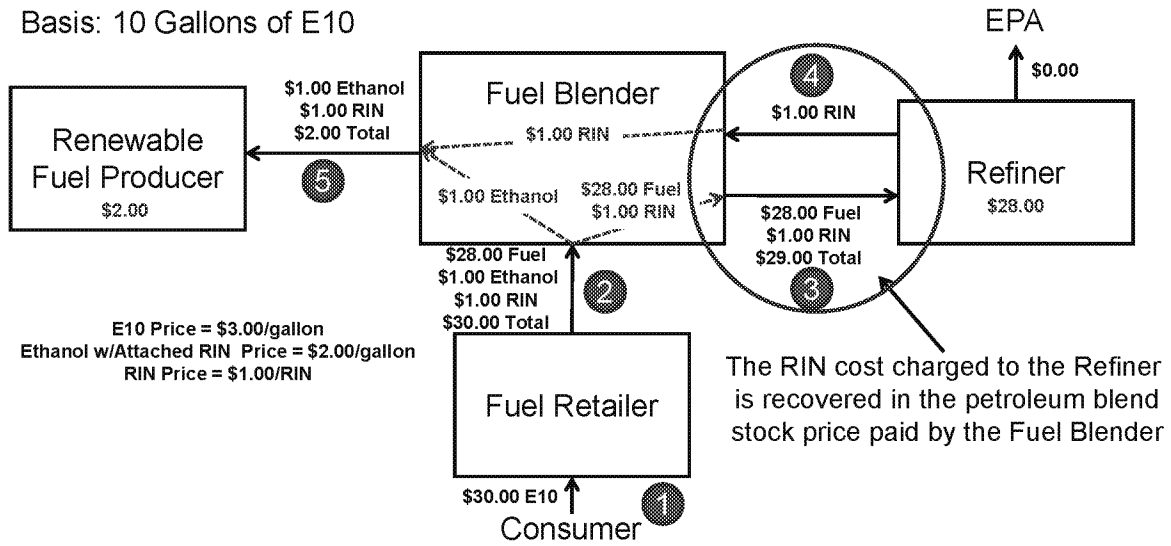 Basis: 10 Gallons of E10
EPA
$0.00
Renewable
Fuel Producer
$2.00
$1.00 Ethanol
$1.00 RIN
$2.00 Total
5
Fuel Blender
$1.00 RIN
$1.00 Ethanol
$28.00 Fuel
$1.00 RIN
4
$1.00 RIN
$28.00 Fuel
$1.00 RIN
$29.00 Total
3
Refiner
$28.00
$28.00 Fuel
$1.00 Ethanol
$1.00 RIN
$30.00 Total
2
E10 Price = $3.00/gallon
Ethanol w/Attached RIN Price = $2.00/gallon
RIN Price = $1.00/RIN
Fuel Retailer
The RIN cost charged to the Refiner
is recovered in the petroleum blend
stock price paid by the Fuel Blender
$30.00 E10
1
Consumer